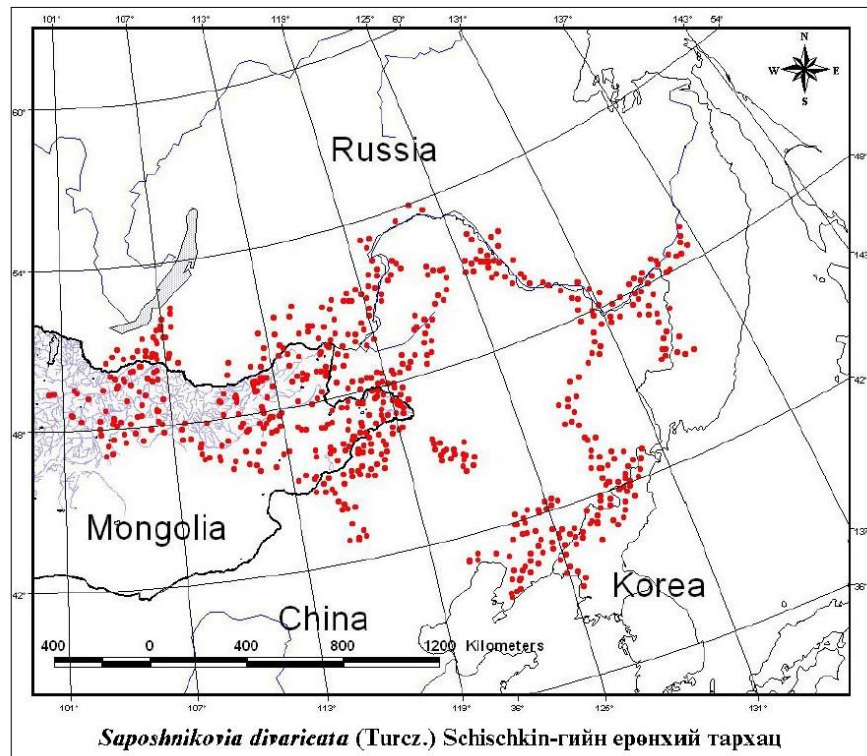 101° 107° 113° 119° 125° 60° 131° 137° 143° 54°
N
W E
S
60°
Russia
48°
54°
143°
42°
48°
Mongolia
137°
Korea
36°
42°
China
400 0 400 800 1200 Kilometers
101° 107° 113° 119° 36° 125° 131°
Saposhnikovia divaricata (Turcz.) Schischkin-гийн ерөнхий тархац